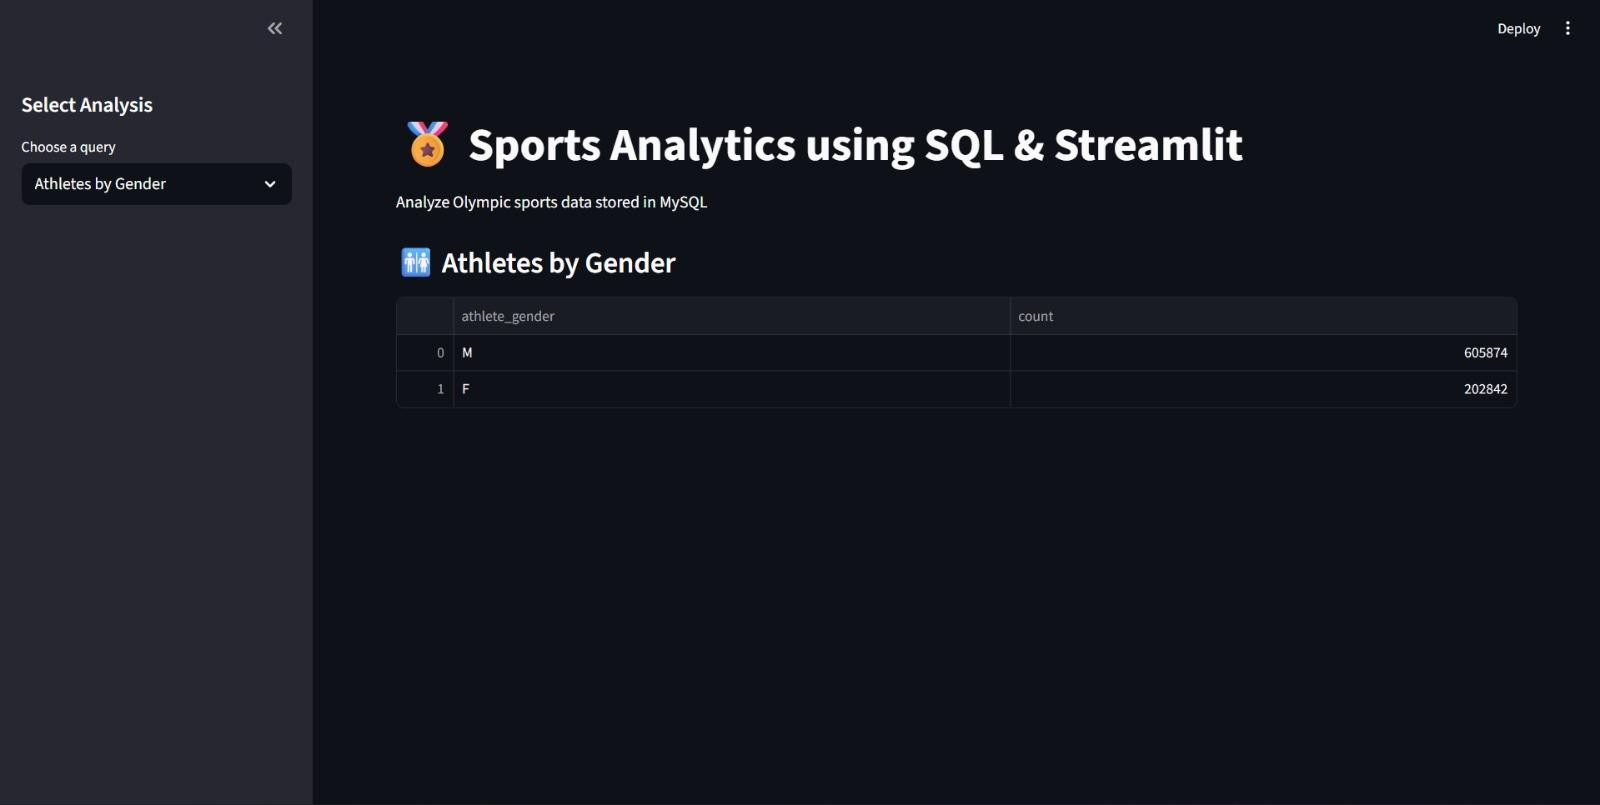 Deploy
Select Analysis
Choose a query
Athletes by Gender
Sports Analytics using SQL & Streamlit
Analyze Olympic sports data stored in MySQL
Athletes by Gender
athlete_gender count
0 M 605874
1 F 202842